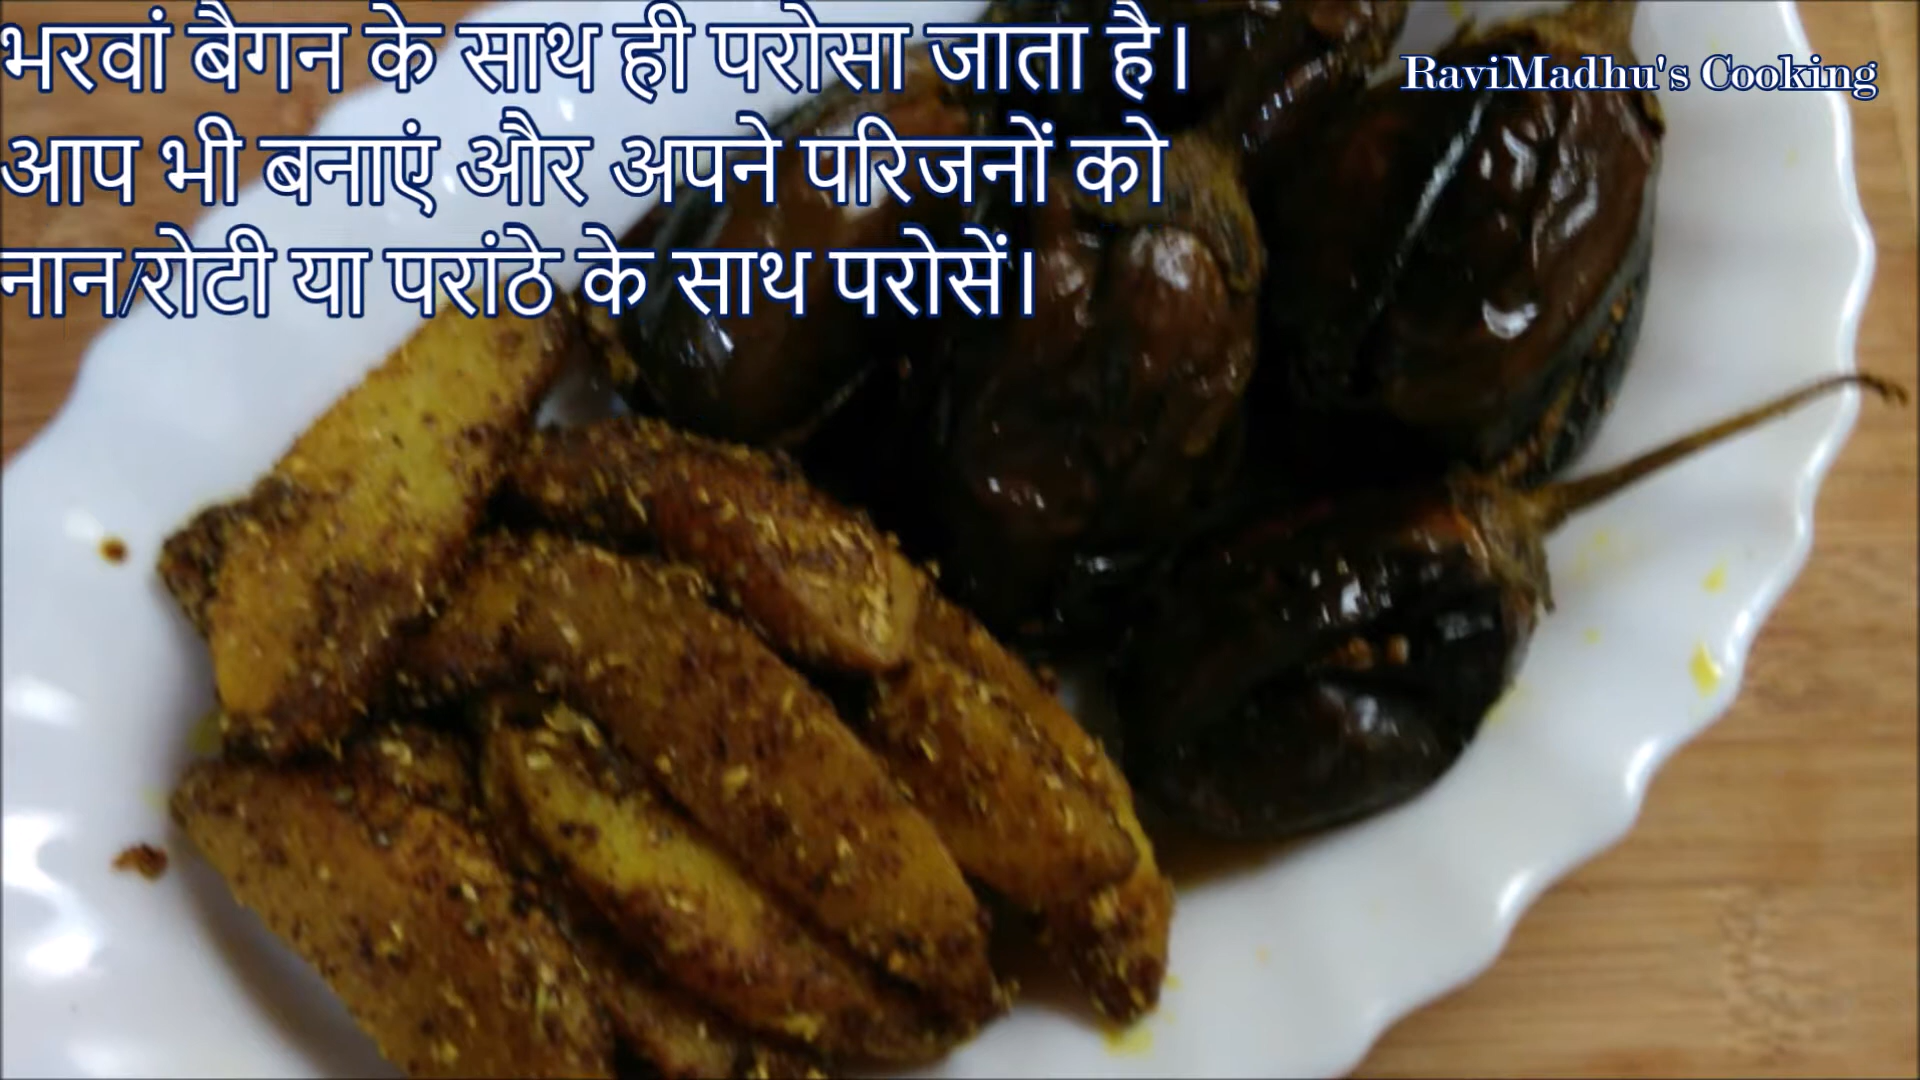 भरवां बैगन के साथ ही परोसा जाता है।
RaviMadhu's Cooking
आप भी बनाएं और अपने परिजनों को
नान/रोटी या परांठे के साथ परोसें।